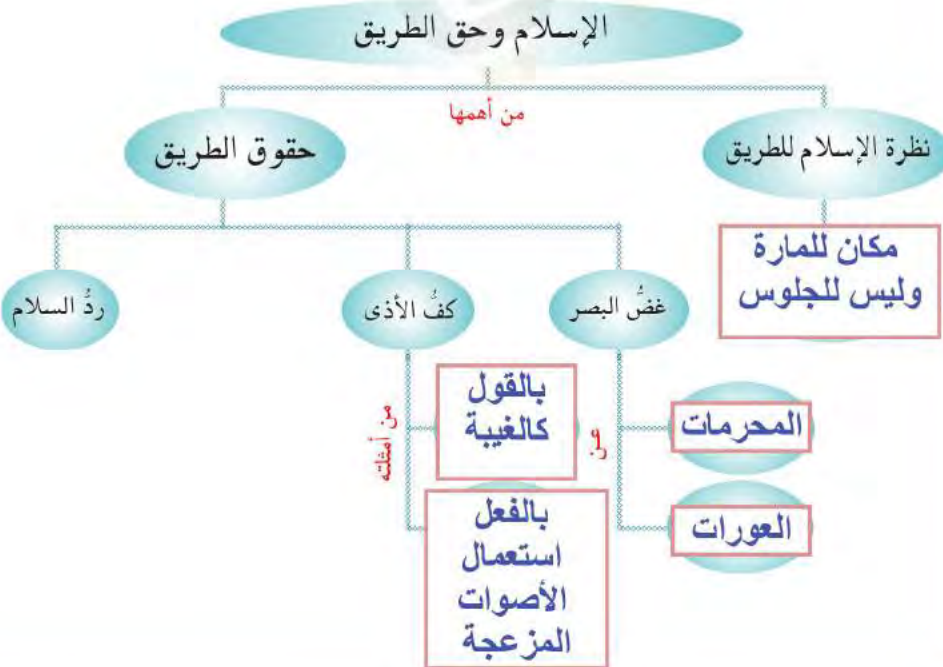 الإسلام وحق الطريق
من أهمها
نظرة الإسلام للطريق
حقوق الطريق
مكان للمارة
وليس للجلوس
غضُّ البصر
كفُّ الأذى
ردُّ السلام
عن
المحرمات
العورات
من أمثلته
بالقول
كالغيبة
بالفعل
استعمال
الأصوات
المزعجة